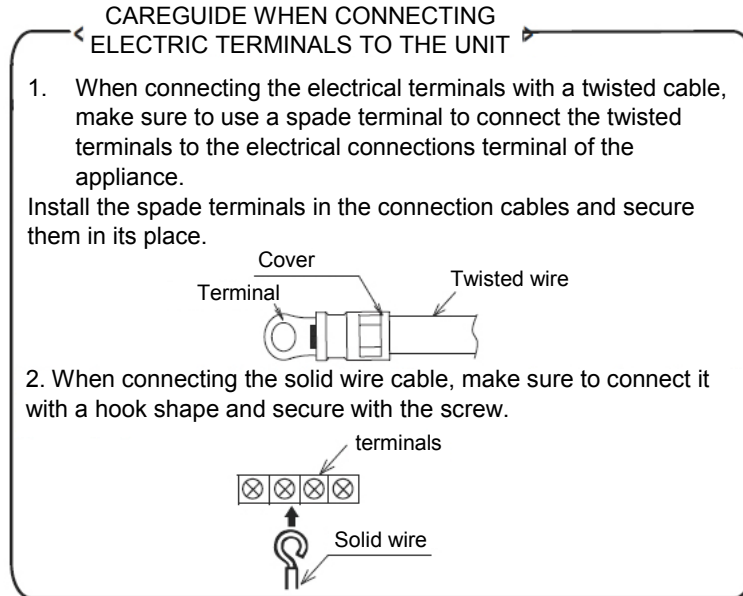 CAREGUIDE WHEN CONNECTING
ELECTRIC TERMINALS TO THE UNIT
1. When connecting the electrical terminals with a twisted cable,
make sure to use a spade terminal to connect the twisted
terminals to the electrical connections terminal of the
appliance.
Install the spade terminals in the connection cables and secure
them in its place.
Cover
Terminal
Twisted wire
2. When connecting the solid wire cable, make sure to connect it
with a hook shape and secure with the screw.
terminals
Solid wire